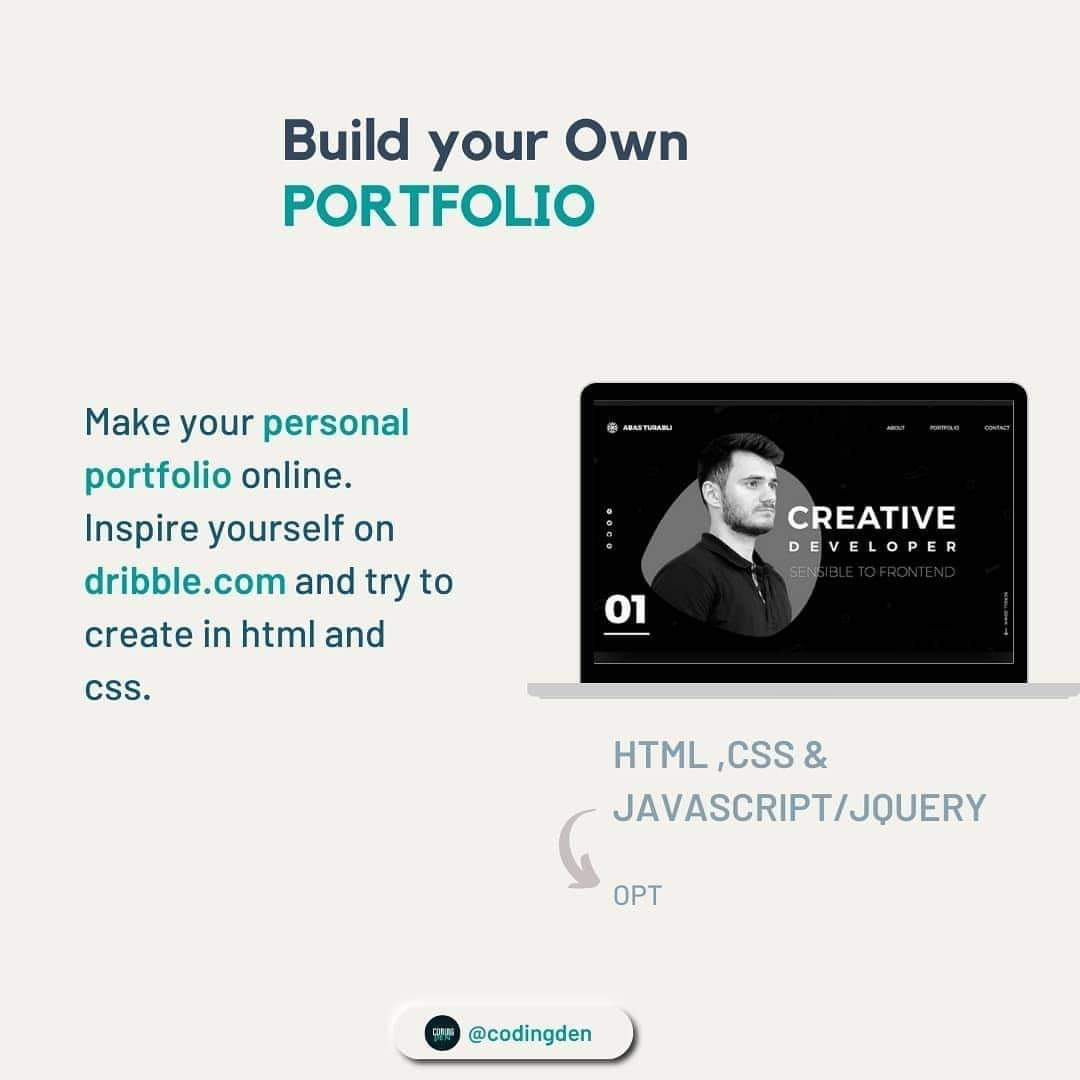 Build your Own
PORTFOLIO
Make your personal
portfolio online.
Inspire yourself on
dribble.com and try to
create in html and
css.
ABAS TURABLI
ABOUT
PORTFOLIO
CONTACT
CREATIVE
DEVELOPER
SENSIBLE TO FRONTEND
01
HTML ,CSS &
JAVASCRIPT/JQUERY
OPT
CODING
DEN
@codingden